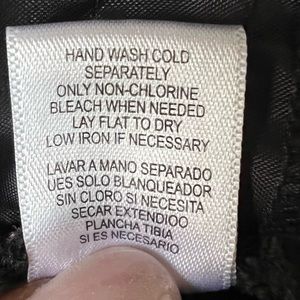 HAND WASH COLD
SEPARATELY
ONLY NON-CHLORINE
BLEACH WHEN NEEDED
LAY FLAT TO DRY
LOW IRON IF NECESSARY
LAVAR A MANO SEPARADO
UES SOLO BLANQUEADOR
SIN CLORO SI NECESITA
SECAR EXTENDIOO
PLANCHA TIBIA
SI ES NECESARIO